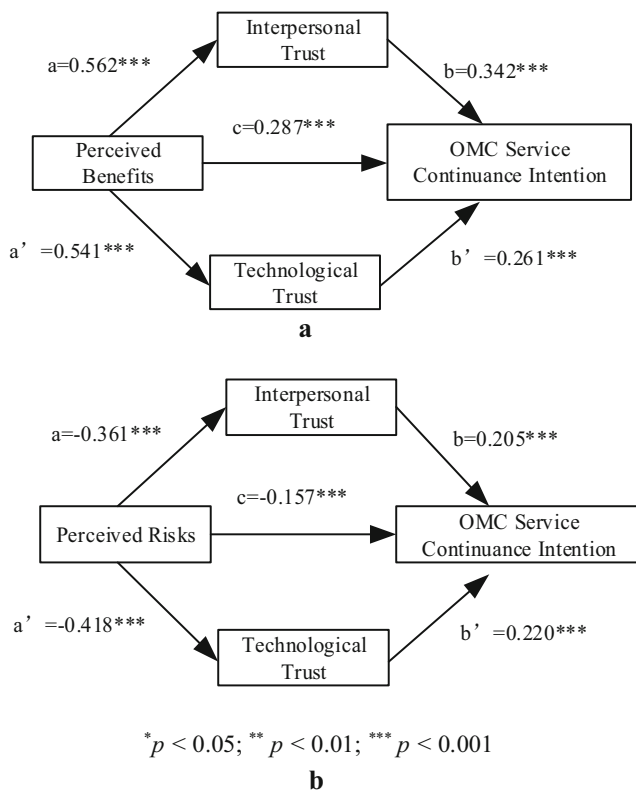 Interpersonal
Trust
a=0.562***
b=0.342***
c=0.287***
Perceived
Benefits
OMC Service
Continuance Intention
a’ =0.541***
b’ =0.261***
Technological
Trust
a
Interpersonal
Trust
a=-0.361***
b=0.205***
c=-0.157***
Perceived Risks
OMC Service
Continuance Intention
a’ =-0.418***
b’ =0.220***
Technological
Trust
*p < 0.05; ** p < 0.01; *** p < 0.001
b